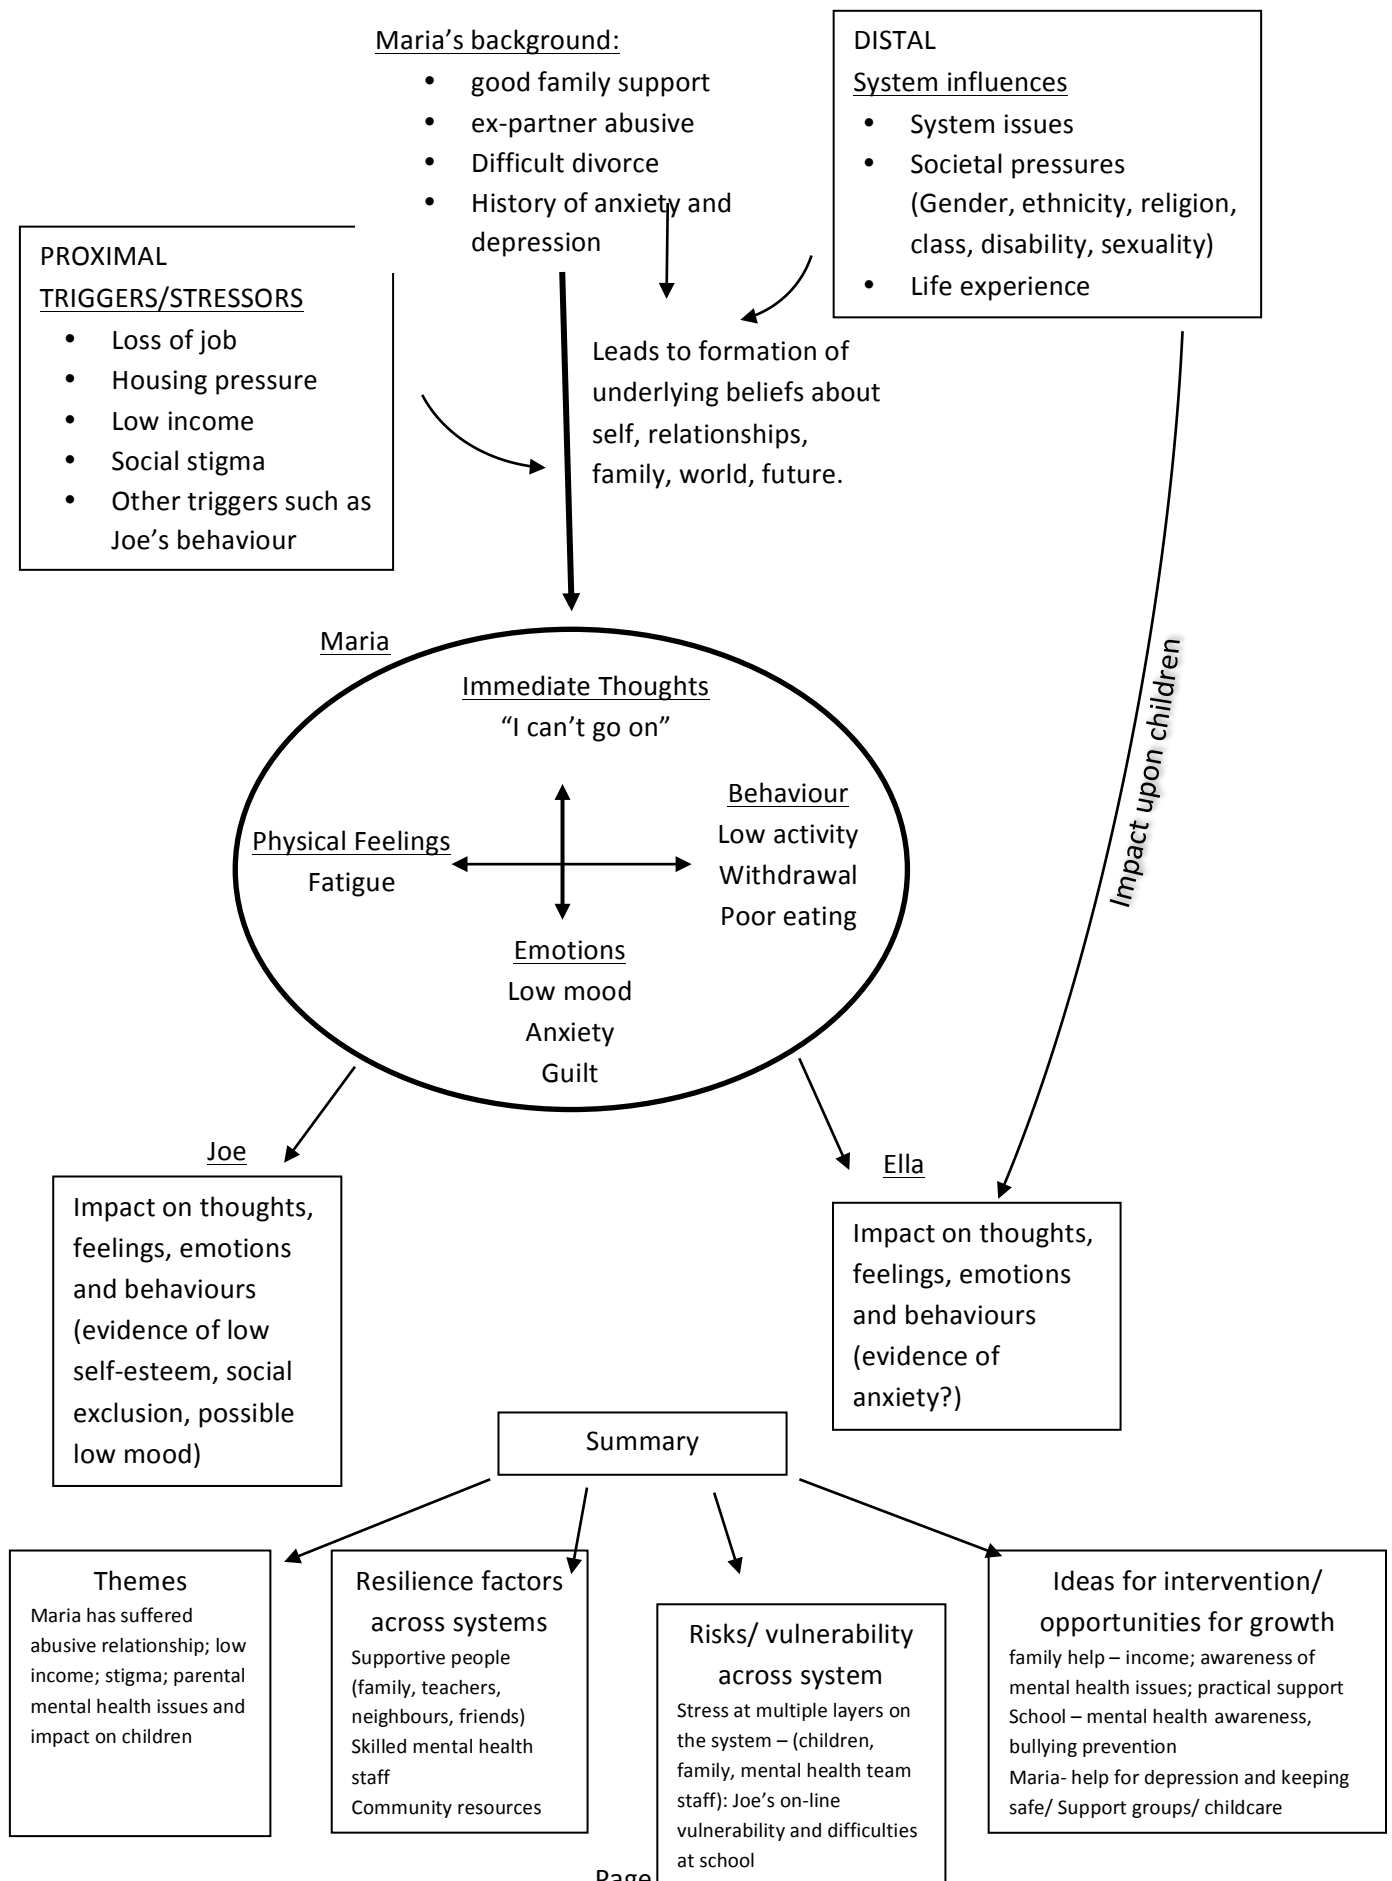 Maria’s background:
• good family support
• ex-partner abusive
• Difficult divorce
• History of anxiety and
depression
DISTAL
System influences
• System issues
• Societal pressures
(Gender, ethnicity, religion,
class, disability, sexuality)
• Life experience
PROXIMAL
TRIGGERS/STRESSORS
• Loss of job
• Housing pressure
• Low income
• Social stigma
• Other triggers such as
Joe’s behaviour
Leads to formation of
underlying beliefs about
self, relationships,
family, world, future.
Maria
Immediate Thoughts
“I can’t go on”
Physical Feelings
Fatigue
Behaviour
Low activity
Withdrawal
Poor eating
Emotions
Low mood
Anxiety
Guilt
Impact upon children
Joe
Impact on thoughts,
feelings, emotions
and behaviours
(evidence of low
self-esteem, social
exclusion, possible
low mood)
Ella
Impact on thoughts,
feelings, emotions
and behaviours
(evidence of
anxiety?)
Summary
Themes
Maria has suffered
abusive relationship; low
income; stigma; parental
mental health issues and
impact on children
Resilience factors
across systems
Supportive people
(family, teachers,
neighbours, friends)
Skilled mental health
staff
Community resources
Risks/ vulnerability
across system
Stress at multiple layers on
the system – (children,
family, mental health team
staff): Joe’s on-line
vulnerability and difficulties
at school
Ideas for intervention/
opportunities for growth
family help – income; awareness of
mental health issues; practical support
School – mental health awareness,
bullying prevention
Maria- help for depression and keeping
safe/ Support groups/ childcare
Page